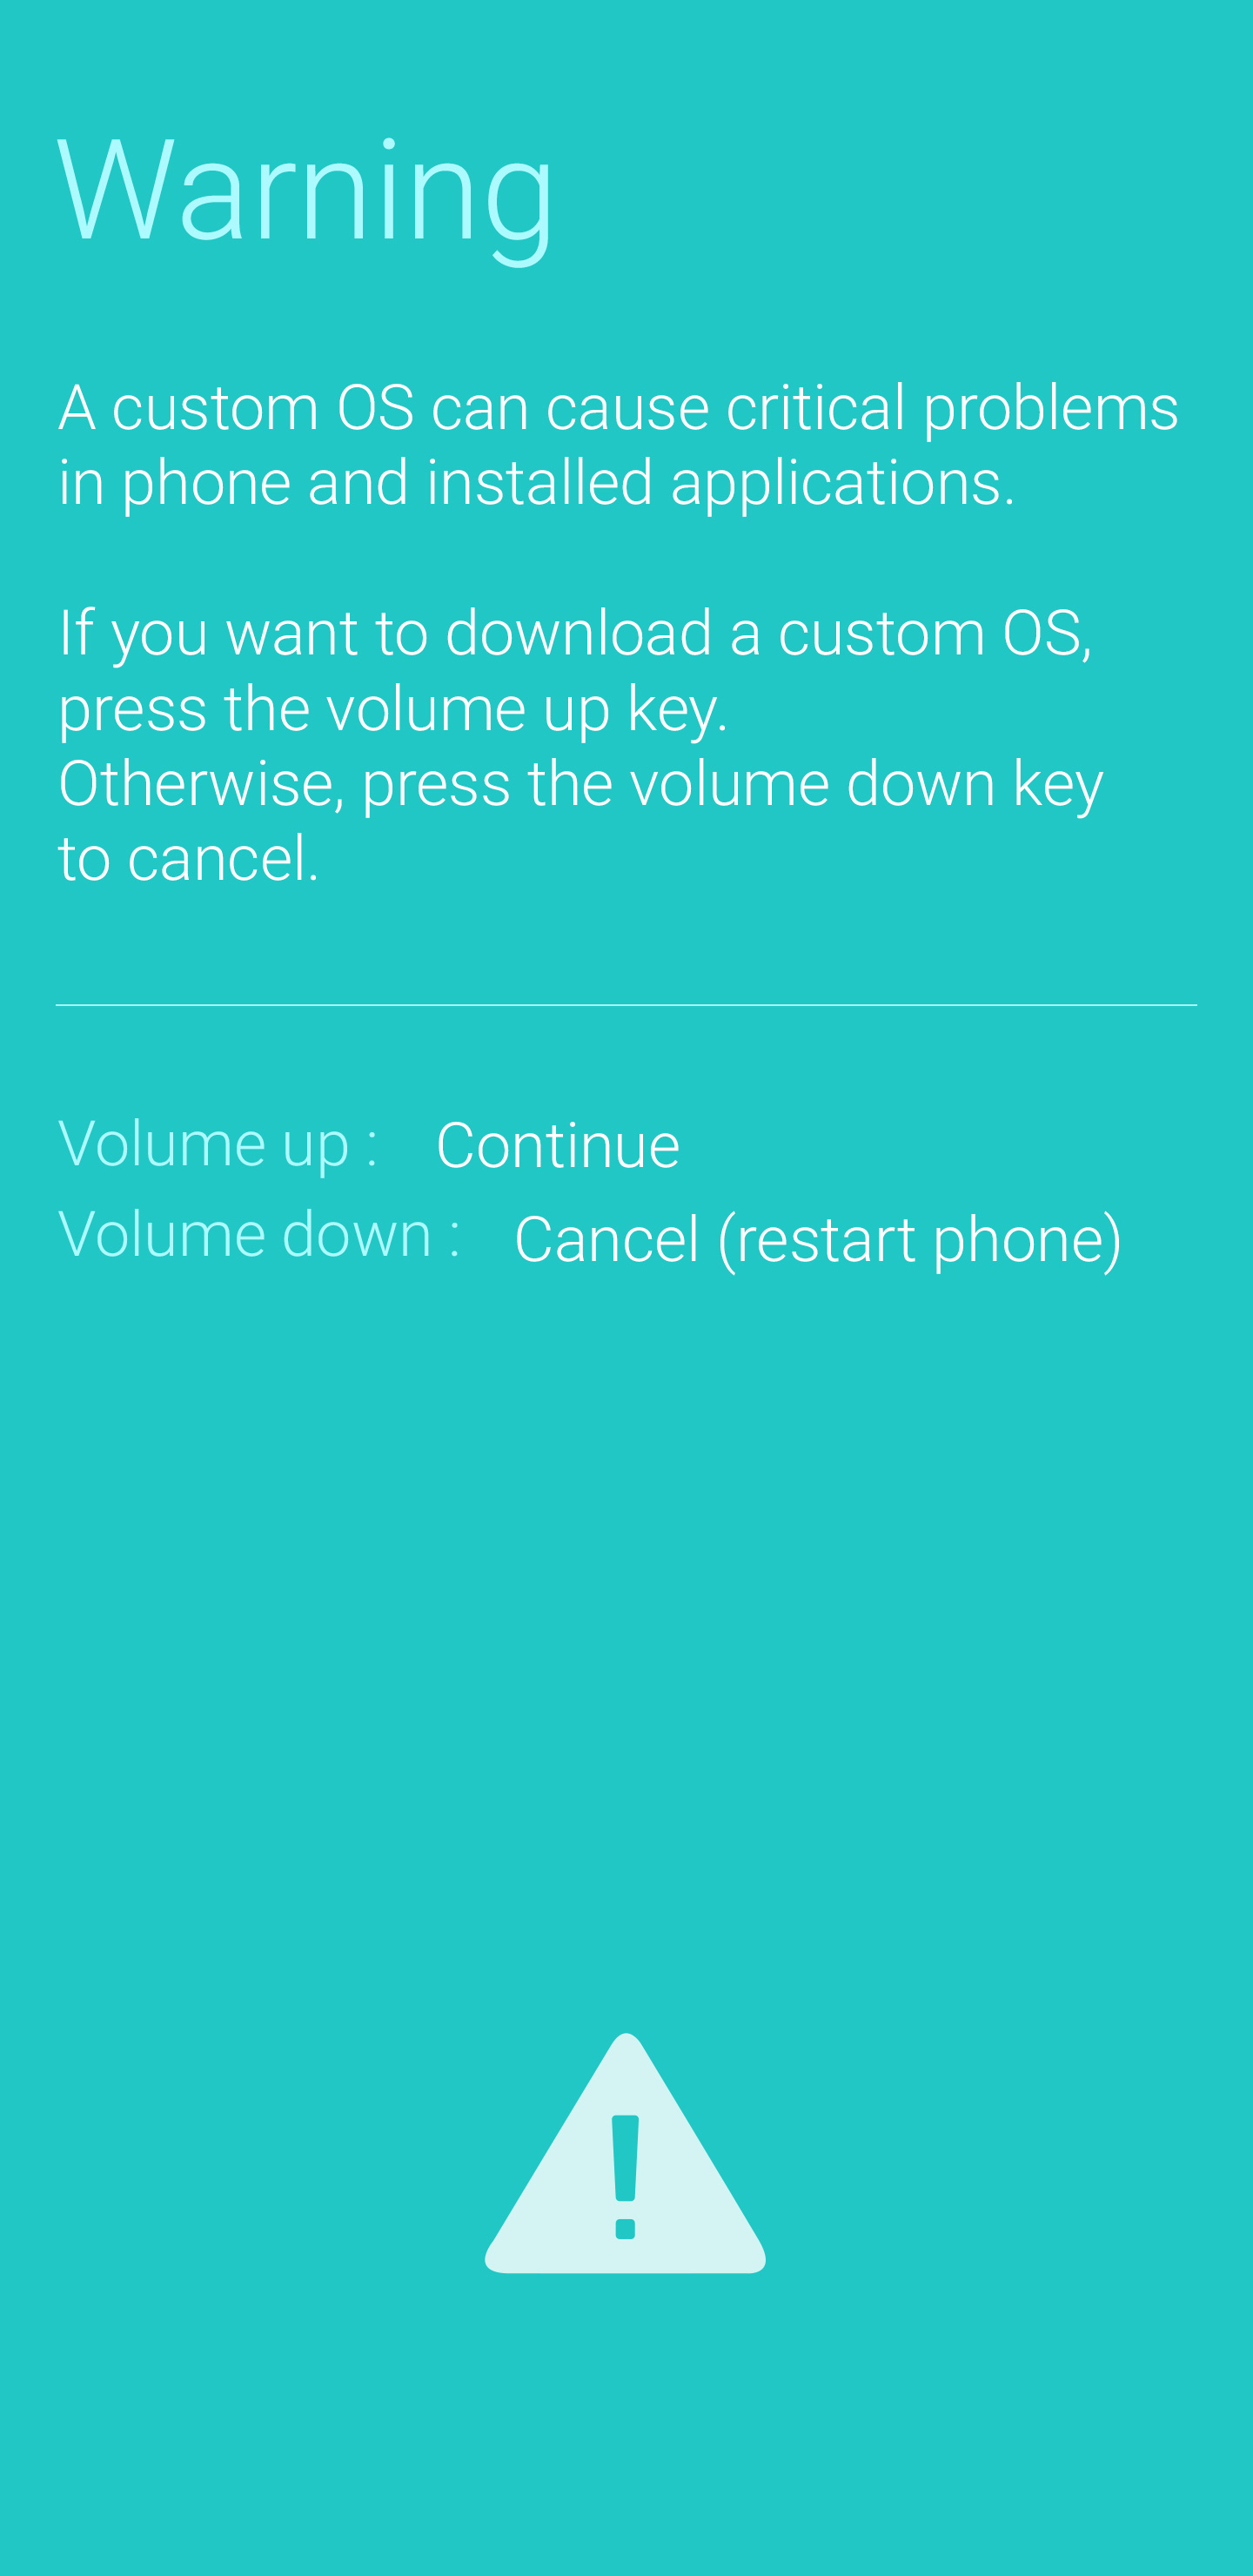 Warning
A custom OS can cause critical problems
in phone and installed applications.
If you want to download a custom OS,
press the volume up key.
Otherwise, press the volume down key
to cancel.
Volume up : Continue
Volume down : Cancel (restart phone)
!